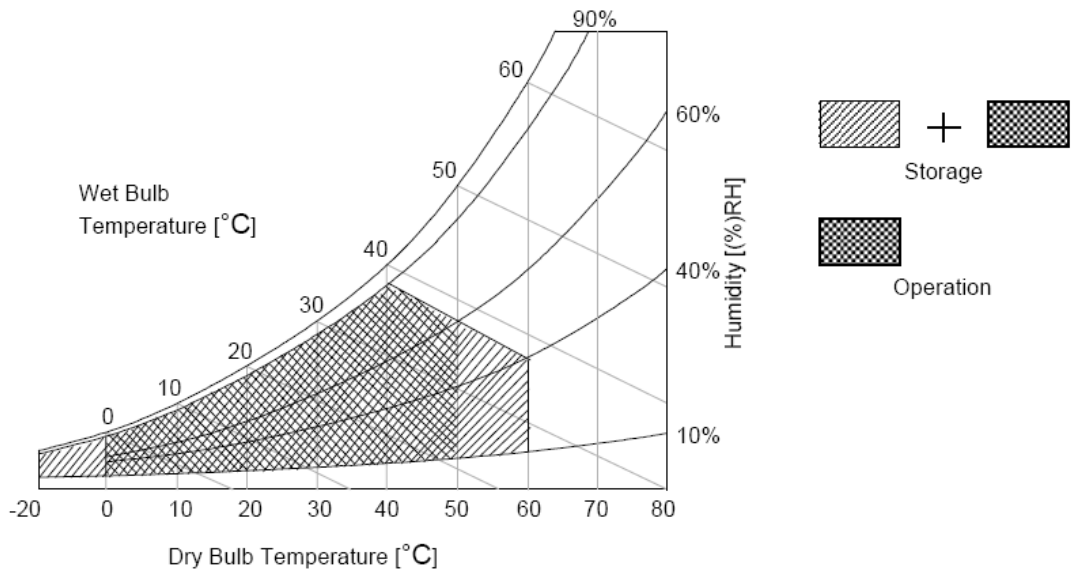 90%
60
60%
50
Wet Bulb
Temperature [°C]
40
40%
30
20
10
0
10%
Humidity [(%)RH]
-20 0 10 20 30 40 50 60 70 80
Dry Bulb Temperature [°C]
+
Storage
Operation